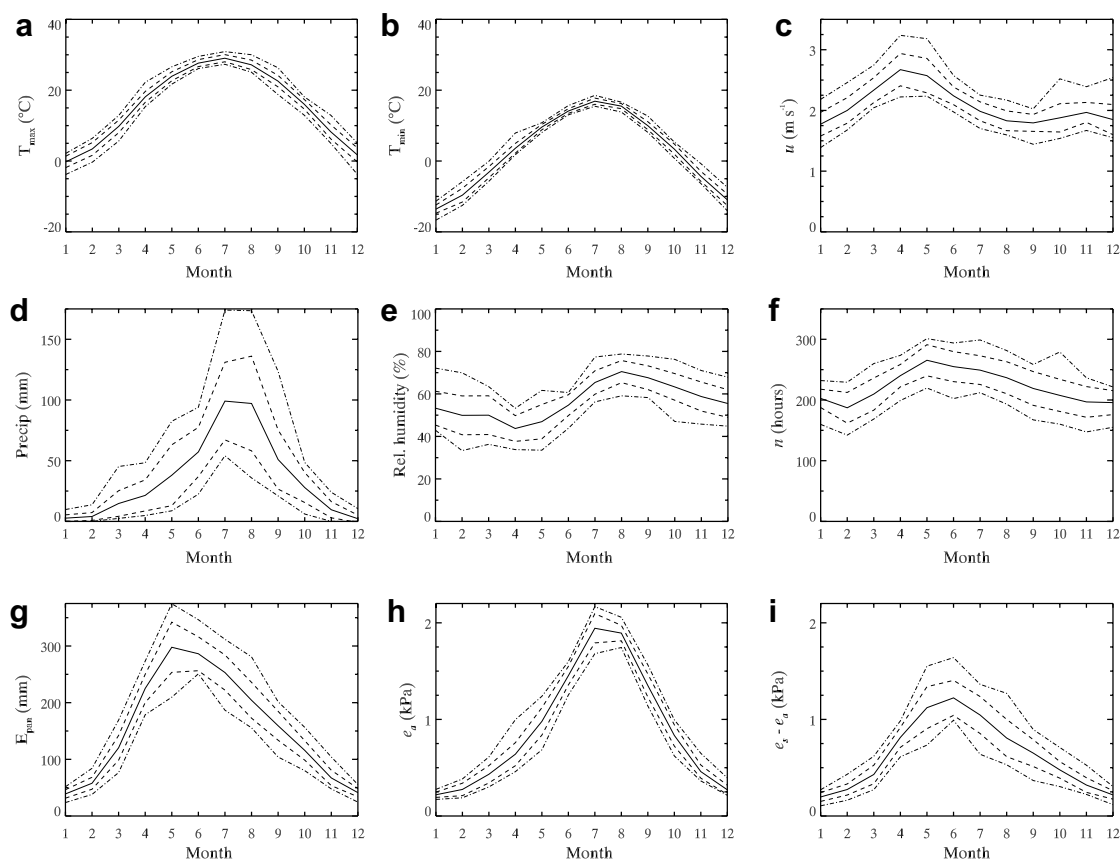 a
40
20
0
-20
T_max (°C)
1 2 3 4 5 6 7 8 9 10 11 12
Month
b
40
20
0
-20
T_min (°C)
1 2 3 4 5 6 7 8 9 10 11 12
Month
c
3
2
1
0
u (m s⁻¹)
1 2 3 4 5 6 7 8 9 10 11 12
Month
d
150
100
50
0
Precip (mm)
1 2 3 4 5 6 7 8 9 10 11 12
Month
e
100
80
60
40
20
0
Rel. humidity (%)
1 2 3 4 5 6 7 8 9 10 11 12
Month
f
300
200
100
0
n (hours)
1 2 3 4 5 6 7 8 9 10 11 12
Month
g
300
200
100
0
E_pan (mm)
1 2 3 4 5 6 7 8 9 10 11 12
Month
h
2
1
0
e_a (kPa)
1 2 3 4 5 6 7 8 9 10 11 12
Month
i
2
1
0
e_s - e_a (kPa)
1 2 3 4 5 6 7 8 9 10 11 12
Month